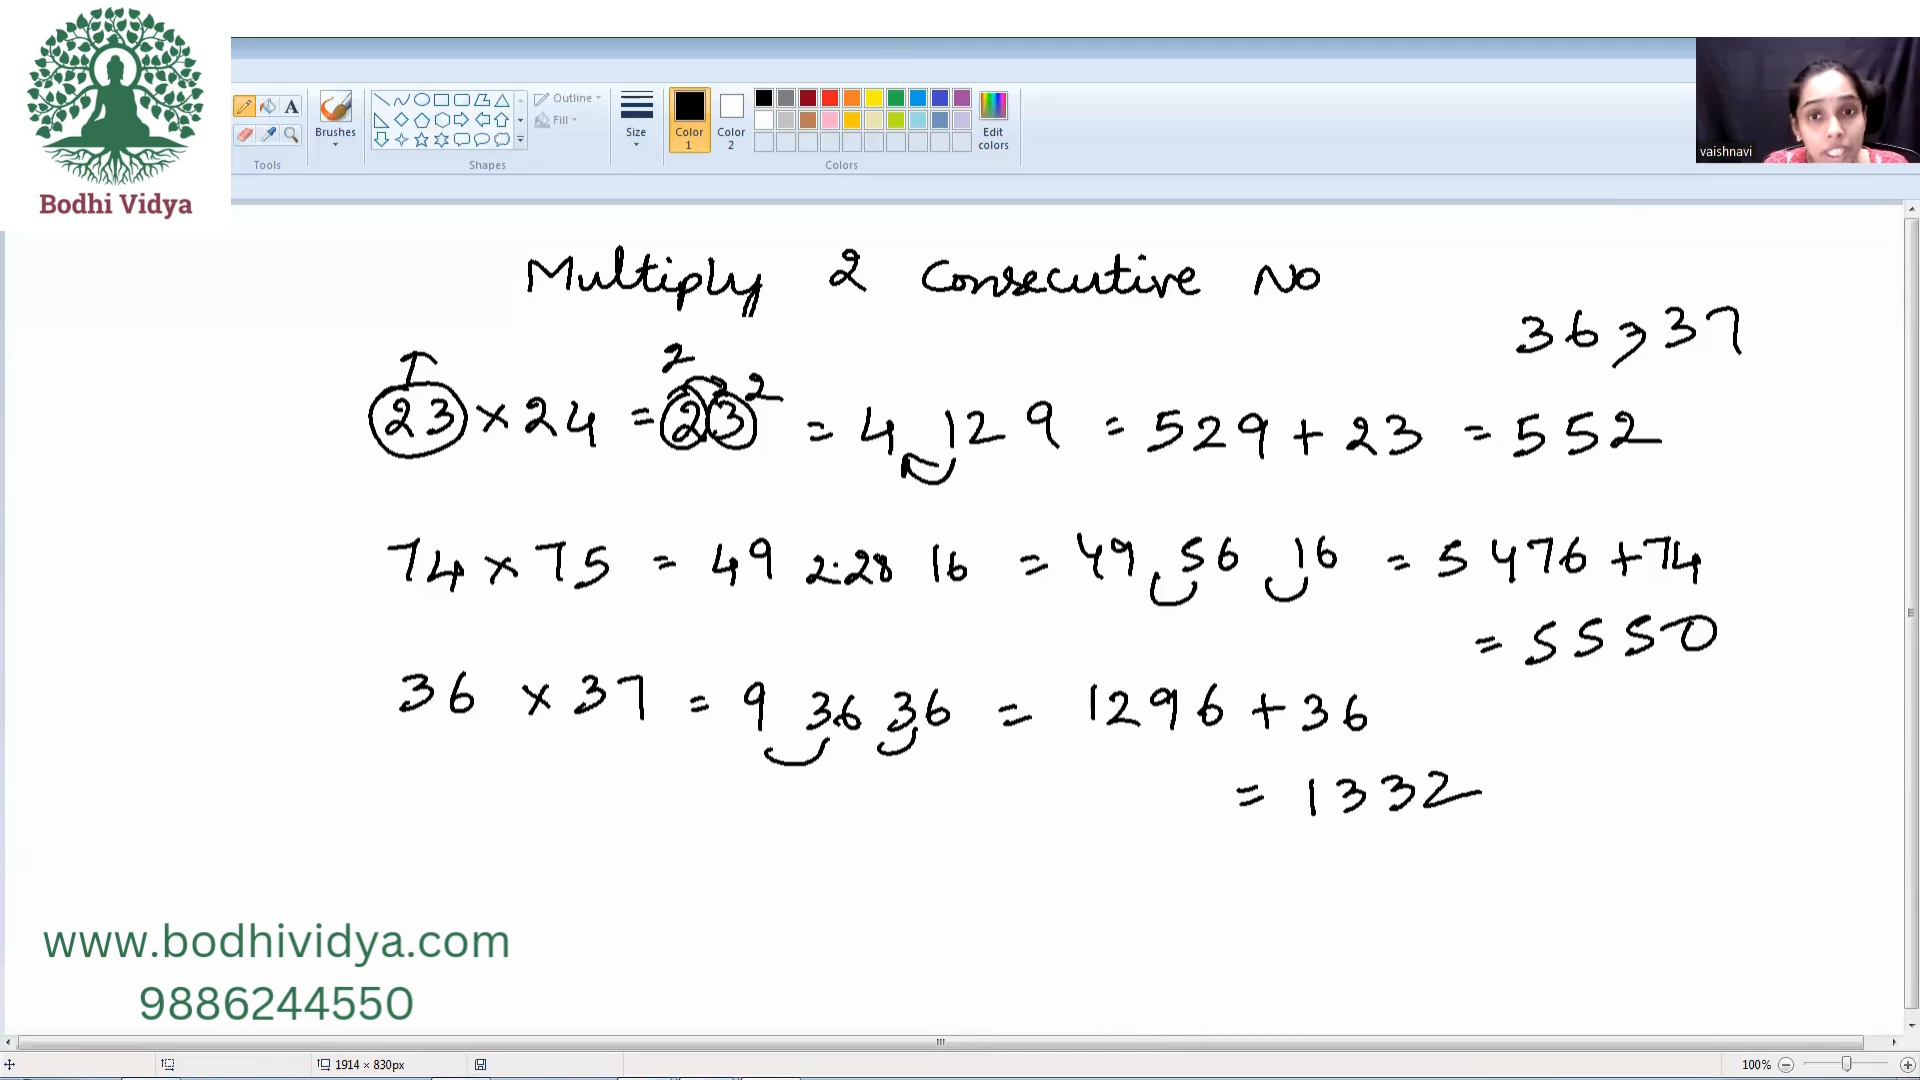 Bodhi Vidya
Tools
Brushes
Shapes
Outline
Fill
Size
Color 1
Color 2
Edit colors
Colors
vaishnavi
Multiply 2 Consecutive No
36, 37
23 × 24 = 23² = 4 12 9 = 529 + 23 = 552
2
74 × 75 = 49 2·28 16 = 49 56 16 = 5476 + 74
= 5550
36 × 37 = 9 36 36 = 1296 + 36
= 1332
www.bodhividya.com
9886244550
1914 × 830px
100%